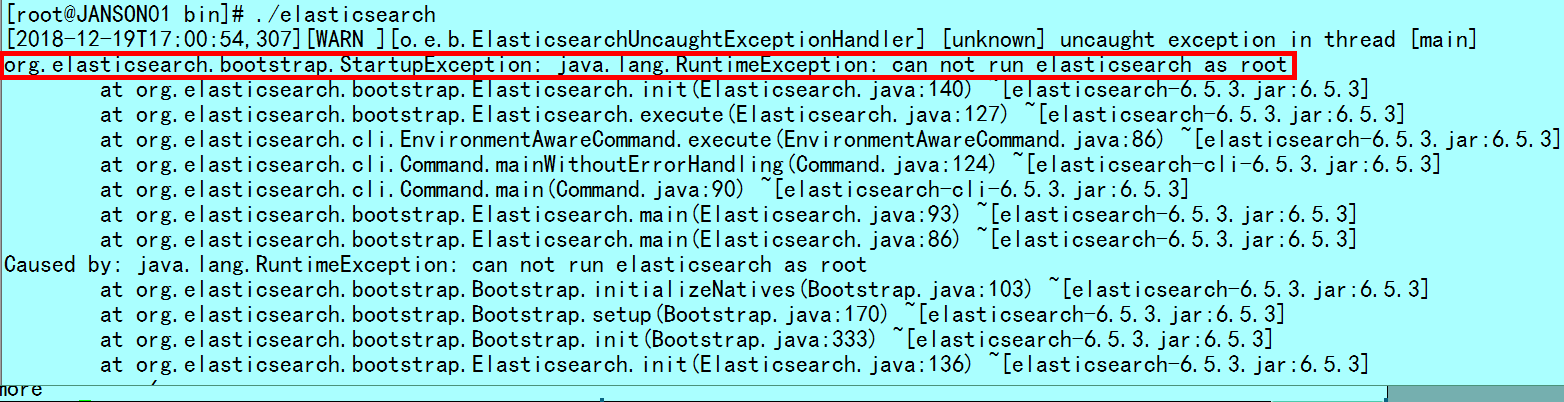 [root@JANSON01 bin]# ./elasticsearch
[2018-12-19T17:00:54,307][WARN ][o.e.b.ElasticsearchUncaughtExceptionHandler] [unknown] uncaught exception in thread [main]
org.elasticsearch.bootstrap.StartupException: java.lang.RuntimeException: can not run elasticsearch as root
at org.elasticsearch.bootstrap.Elasticsearch.init(Elasticsearch.java:140) ~[elasticsearch-6.5.3.jar:6.5.3]
at org.elasticsearch.bootstrap.Elasticsearch.execute(Elasticsearch.java:127) ~[elasticsearch-6.5.3.jar:6.5.3]
at org.elasticsearch.cli.EnvironmentAwareCommand.execute(EnvironmentAwareCommand.java:86) ~[elasticsearch-6.5.3.jar:6.5.3]
at org.elasticsearch.cli.Command.mainWithoutErrorHandling(Command.java:124) ~[elasticsearch-cli-6.5.3.jar:6.5.3]
at org.elasticsearch.cli.Command.main(Command.java:90) ~[elasticsearch-cli-6.5.3.jar:6.5.3]
at org.elasticsearch.bootstrap.Elasticsearch.main(Elasticsearch.java:93) ~[elasticsearch-6.5.3.jar:6.5.3]
at org.elasticsearch.bootstrap.Elasticsearch.main(Elasticsearch.java:86) ~[elasticsearch-6.5.3.jar:6.5.3]
Caused by: java.lang.RuntimeException: can not run elasticsearch as root
at org.elasticsearch.bootstrap.Bootstrap.initializeNatives(Bootstrap.java:103) ~[elasticsearch-6.5.3.jar:6.5.3]
at org.elasticsearch.bootstrap.Bootstrap.setup(Bootstrap.java:170) ~[elasticsearch-6.5.3.jar:6.5.3]
at org.elasticsearch.bootstrap.Bootstrap.init(Bootstrap.java:333) ~[elasticsearch-6.5.3.jar:6.5.3]
at org.elasticsearch.bootstrap.Elasticsearch.init(Elasticsearch.java:136) ~[elasticsearch-6.5.3.jar:6.5.3]
more